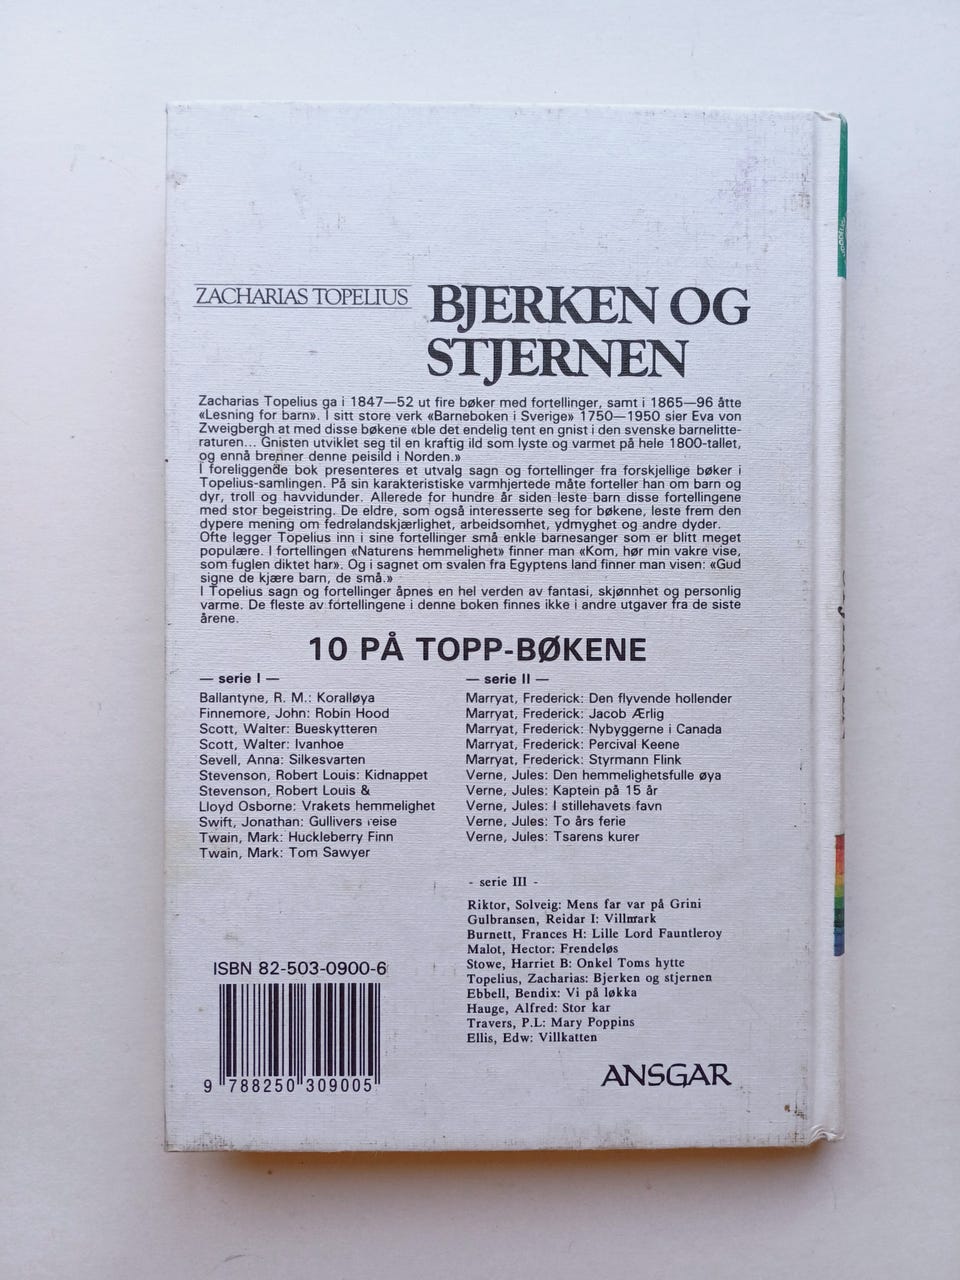 ZACHARIAS TOPELIUS
BJERKEN OG
STJERNEN
Zacharias Topelius ga i 1847—52 ut fire bøker med fortellinger, samt i 1865—96 åtte
«Lesning for barn». I sitt store verk «Barneboken i Sverige» 1750—1950 sier Eva von
Zweigbergh at med disse bøkene «ble det endelig tent en gnist i den svenske barnelitte-
raturen... Gnisten utviklet seg til en kraftig ild som lyste og varmet på hele 1800-tallet,
og ennå brenner denne peisild i Norden.»
I foreliggende bok presenteres et utvalg sagn og fortellinger fra forskjellige bøker i
Topelius-samlingen. På sin karakteristiske varmhjertede måte forteller han om barn og
dyr, troll og havvidunder. Allerede for hundre år siden leste barn disse fortellingene
med stor begeistring. De eldre, som også interesserte seg for bøkene, leste frem den
dypere mening om fedrelandskjærlighet, arbeidsomhet, ydmyghet og andre dyder.
Ofte legger Topelius inn i sine fortellinger små enkle barnesanger som er blitt meget
populære. I fortellingen «Naturens hemmelighet» finner man «Kom, hør min vakre vise,
som fuglen diktet har». Og i sagnet om svalen fra Egyptens land finner man visen: «Gud
signe de kjære barn, de små.»
I Topelius sagn og fortellinger åpnes en hel verden av fantasi, skjønnhet og personlig
varme. De fleste av fortellingene i denne boken finnes ikke i andre utgaver fra de siste
årene.
10 PÅ TOPP-BØKENE
— serie I —
Ballantyne, R. M.: Koralløya
Finnemore, John: Robin Hood
Scott, Walter: Bueskytteren
Scott, Walter: Ivanhoe
Sevell, Anna: Silkesvarten
Stevenson, Robert Louis: Kidnappet
Stevenson, Robert Louis &
Lloyd Osborne: Vrakets hemmelighet
Swift, Jonathan: Gullivers reise
Twain, Mark: Huckleberry Finn
Twain, Mark: Tom Sawyer
— serie II —
Marryat, Frederick: Den flyvende hollender
Marryat, Frederick: Jacob Ærlig
Marryat, Frederick: Nybyggerne i Canada
Marryat, Frederick: Percival Keene
Marryat, Frederick: Styrmann Flink
Verne, Jules: Den hemmelighetsfulle øya
Verne, Jules: Kaptein på 15 år
Verne, Jules: I stillehavets favn
Verne, Jules: To års ferie
Verne, Jules: Tsarens kurer
- serie III -
Riktor, Solveig: Mens far var på Grini
Gulbransen, Reidar I: Villmark
Burnett, Frances H: Lille Lord Fauntleroy
Malot, Hector: Frendeløs
Stowe, Harriet B: Onkel Toms hytte
Topelius, Zacharias: Bjerken og stjernen
Ebbell, Bendix: Vi på løkka
Hauge, Alfred: Stor kar
Travers, P.L: Mary Poppins
Ellis, Edw: Villkatten
ISBN 82-503-0900-6
9 788250 309005
ANSGAR